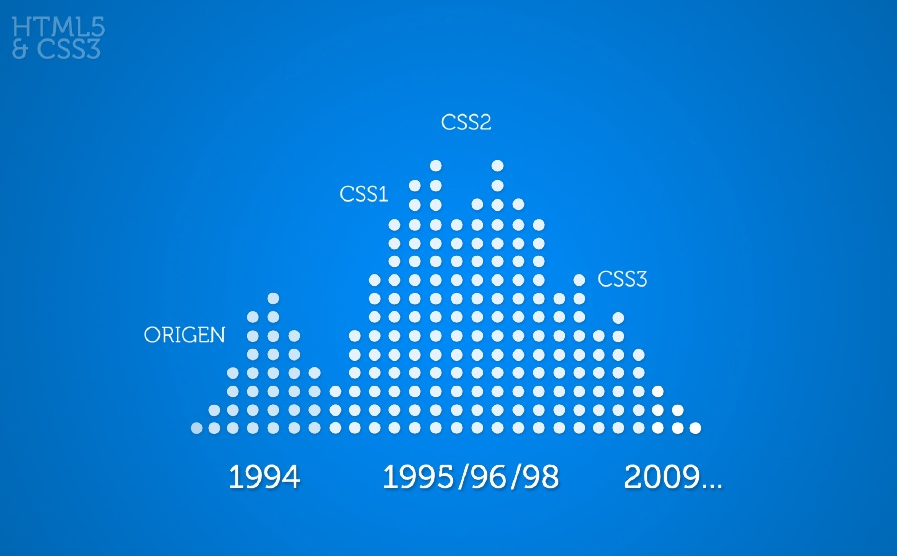 HTML5
& CSS3
CSS2
CSS1
CSS3
ORIGEN
1994
1995/96/98
2009...